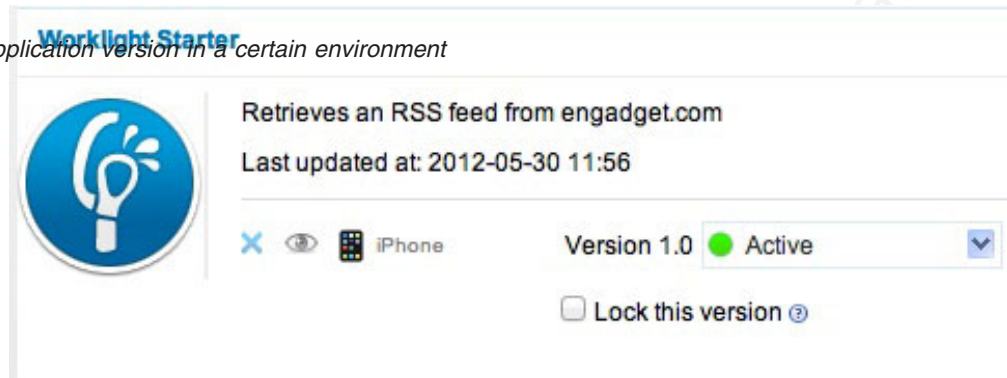 Worklight Starter
pplication version in a certain environment
Retrieves an RSS feed from engadget.com
Last updated at: 2012-05-30 11:56
iPhone Version 1.0 Active
Lock this version